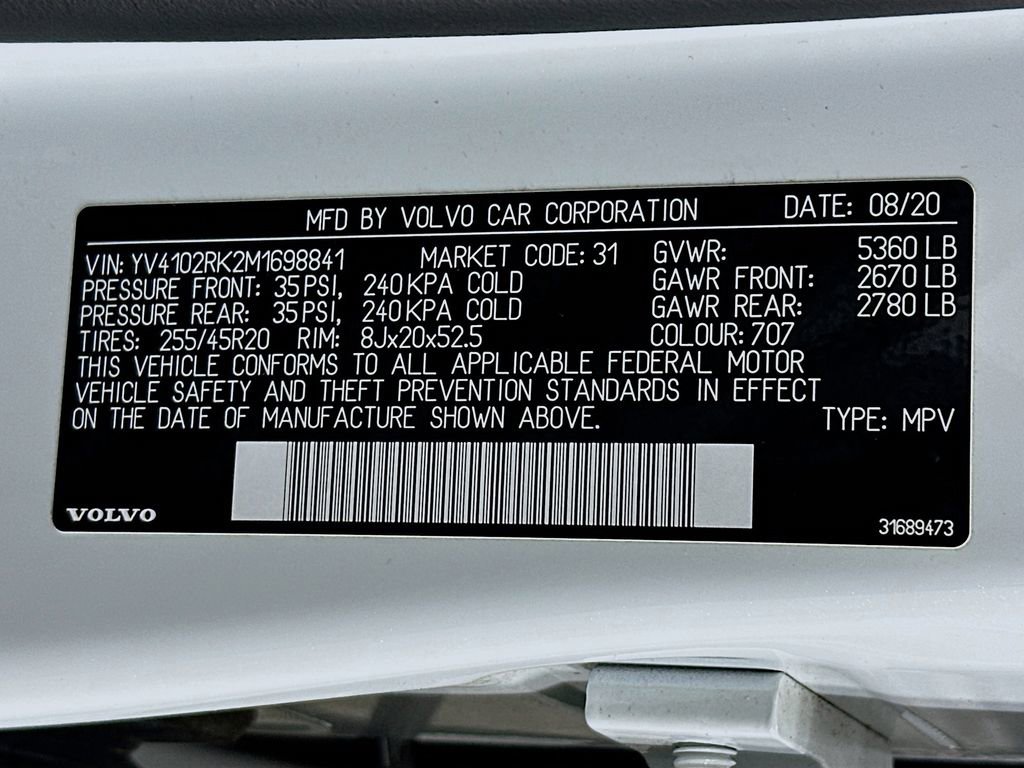 MFD BY VOLVO CAR CORPORATION DATE: 08/20
VIN: YV4102RK2M1698841 MARKET CODE: 31 GVWR: 5360 LB
PRESSURE FRONT: 35 PSI, 240 KPA COLD GAWR FRONT: 2670 LB
PRESSURE REAR: 35 PSI, 240 KPA COLD GAWR REAR: 2780 LB
TIRES: 255/45R20 RIM: 8Jx20x52.5 COLOUR: 707
THIS VEHICLE CONFORMS TO ALL APPLICABLE FEDERAL MOTOR
VEHICLE SAFETY AND THEFT PREVENTION STANDARDS IN EFFECT
ON THE DATE OF MANUFACTURE SHOWN ABOVE. TYPE: MPV
VOLVO 31689473